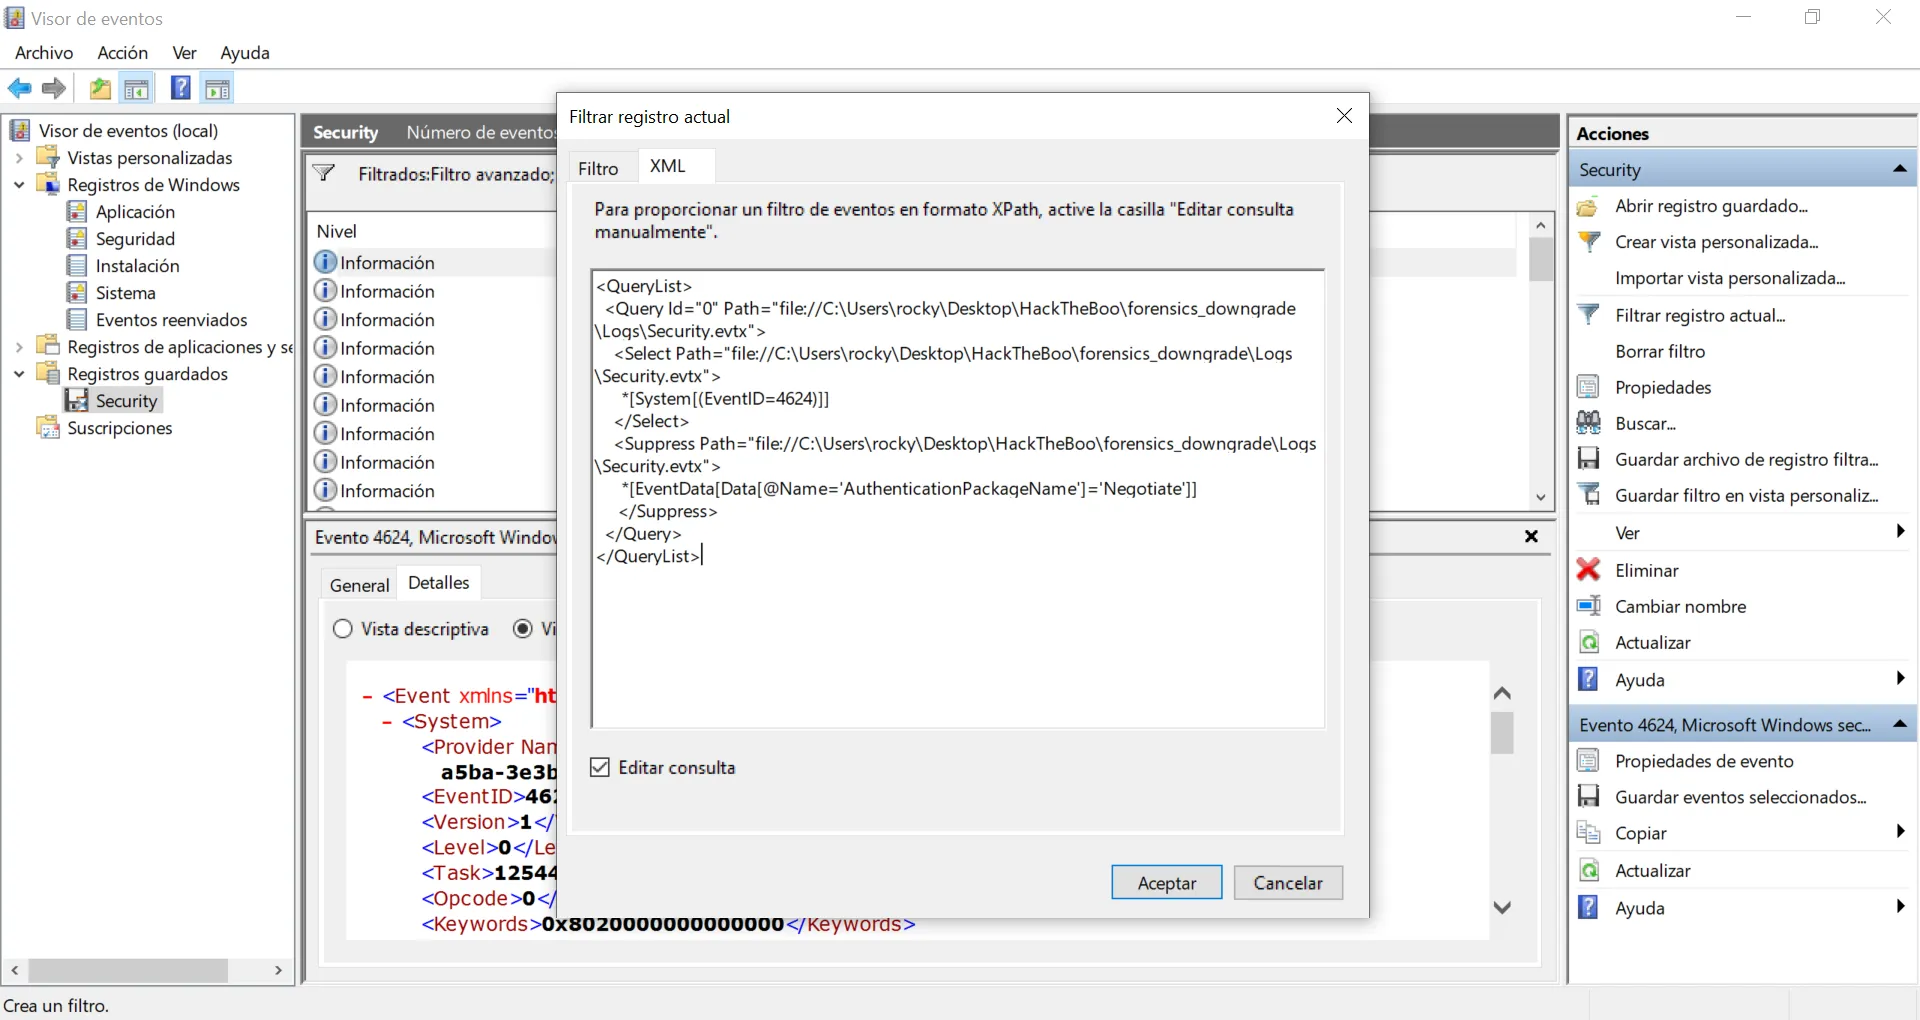 Visor de eventos
Archivo Acción Ver Ayuda
Visor de eventos (local)
Vistas personalizadas
Registros de Windows
Aplicación
Seguridad
Instalación
Sistema
Eventos reenviados
Registros de aplicaciones y se
Registros guardados
Security
Suscripciones
Security Número de eventos
Filtrados:Filtro avanzado;
Nivel
Información
Información
Información
Información
Información
Información
Información
Información
Información
Evento 4624, Microsoft Window
General Detalles
Vista descriptiva Vi
- <Event xmlns="ht
- <System>
<Provider Nam
a5ba-3e3b
<EventID>462
<Version>1</
<Level>0</Le
<Task>12544
<Opcode>0</
<Keywords>0x8020000000000000</Keywords>
Filtrar registro actual
Filtro XML
Para proporcionar un filtro de eventos en formato XPath, active la casilla "Editar consulta
manualmente".
<QueryList>
<Query Id="0" Path="file://C:\Users\rocky\Desktop\HackTheBoo\forensics_downgrade
\Logs\Security.evtx">
<Select Path="file://C:\Users\rocky\Desktop\HackTheBoo\forensics_downgrade\Logs
\Security.evtx">
*[System[(EventID=4624)]]
</Select>
<Suppress Path="file://C:\Users\rocky\Desktop\HackTheBoo\forensics_downgrade\Logs
\Security.evtx">
*[EventData[Data[@Name='AuthenticationPackageName']='Negotiate']]
</Suppress>
</Query>
</QueryList>
Editar consulta
Aceptar Cancelar
Acciones
Security
Abrir registro guardado...
Crear vista personalizada...
Importar vista personalizada...
Filtrar registro actual...
Borrar filtro
Propiedades
Buscar...
Guardar archivo de registro filtra...
Guardar filtro en vista personaliz...
Ver
Eliminar
Cambiar nombre
Actualizar
Ayuda
Evento 4624, Microsoft Windows sec...
Propiedades de evento
Guardar eventos seleccionados...
Copiar
Actualizar
Ayuda
Crea un filtro.